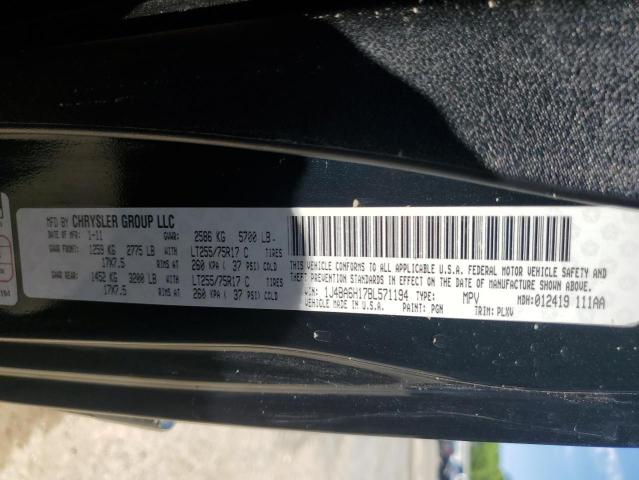 MFD BY CHRYSLER GROUP LLC
DATE OF MFR 1-11 GVWR: 2586 KG 5700 LB.
GAWR FRONT: 1259 KG 2775 LB WITH LT255/75R17 C TIRES
17X7.5 RIMS AT 260 KPA ( 37 PSI) COLD
GAWR REAR: 1452 KG 3200 LB WITH LT255/75R17 C TIRES
17X7.5 RIMS AT 260 KPA ( 37 PSI) COLD
THIS VEHICLE CONFORMS TO ALL APPLICABLE U.S.A. FEDERAL MOTOR VEHICLE SAFETY
AND THEFT PREVENTION STANDARDS IN EFFECT ON THE DATE OF MANUFACTURE SHOWN ABOVE.
VIN: 1J4BA6H17BL571194 TYPE: MPV MDH:012419 111AA
MADE IN U.S.A. PAINT: PGN TRIM: PLXV